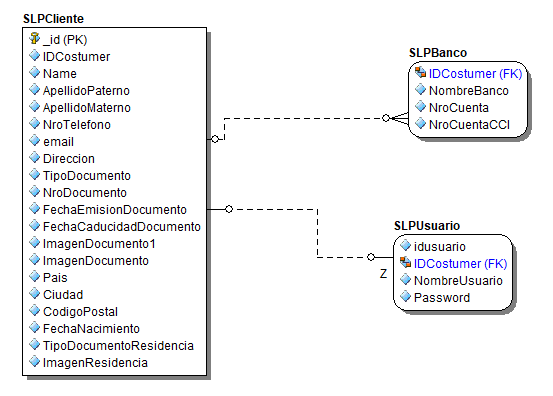 SLPCliente
_id (PK)
IDCostumer
Name
ApellidoPaterno
ApellidoMaterno
NroTelefono
email
Direccion
TipoDocumento
NroDocumento
FechaEmisionDocumento
FechaCaducidadDocumento
ImagenDocumento1
ImagenDocumento
Pais
Ciudad
CodigoPostal
FechaNacimiento
TipoDocumentoResidencia
ImagenResidencia
SLPBanco
IDCostumer (FK)
NombreBanco
NroCuenta
NroCuentaCCI
SLPUsuario
idusuario
IDCostumer (FK)
NombreUsuario
Password
Z